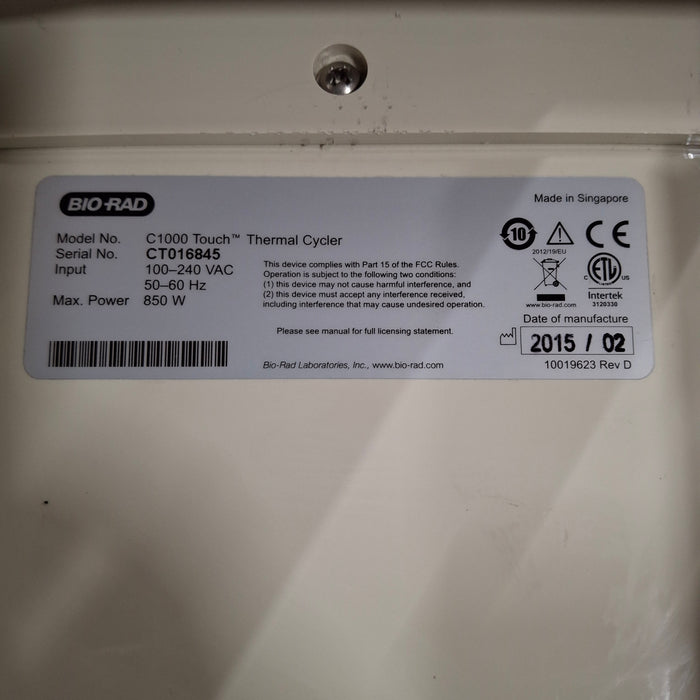 BIO-RAD
Made in Singapore
Model No. C1000 Touch™ Thermal Cycler
Serial No. CT016845
Input 100–240 VAC
50–60 Hz
Max. Power 850 W
This device complies with Part 15 of the FCC Rules.
Operation is subject to the following two conditions:
(1) this device may not cause harmful interference, and
(2) this device must accept any interference received,
including interference that may cause undesired operation.
Please see manual for full licensing statement.
Bio-Rad Laboratories, Inc., www.bio-rad.com
10
CE
2012/19/EU
www.bio-rad.com
C ETL US
Intertek
3120330
Date of manufacture
2015 / 02
10019623 Rev D